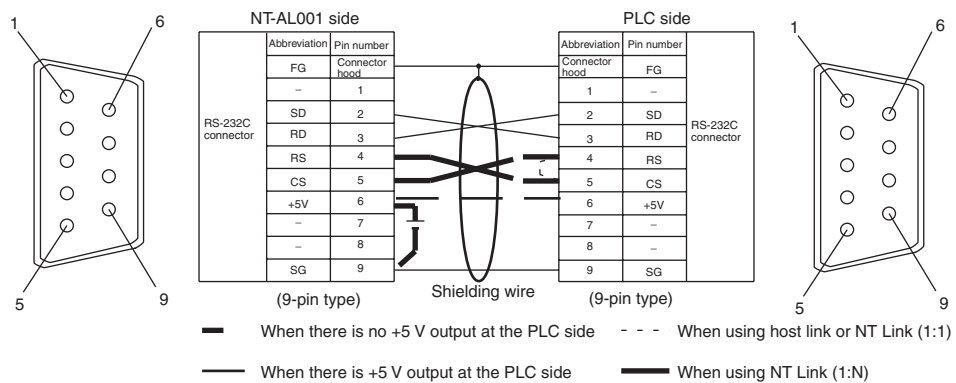 NT-AL001 side
PLC side
1
6
5
9
RS-232C connector
Abbreviation Pin number
FG Connector hood
– 1
SD 2
RD 3
RS 4
CS 5
+5V 6
– 7
– 8
SG 9
(9-pin type)
Shielding wire
Abbreviation Pin number
Connector hood FG
1 –
2 SD
3 RD
4 RS
5 CS
6 +5V
7 –
8 –
9 SG
RS-232C connector
(9-pin type)
1
6
5
9
When there is no +5 V output at the PLC side
When using host link or NT Link (1:1)
When there is +5 V output at the PLC side
When using NT Link (1:N)